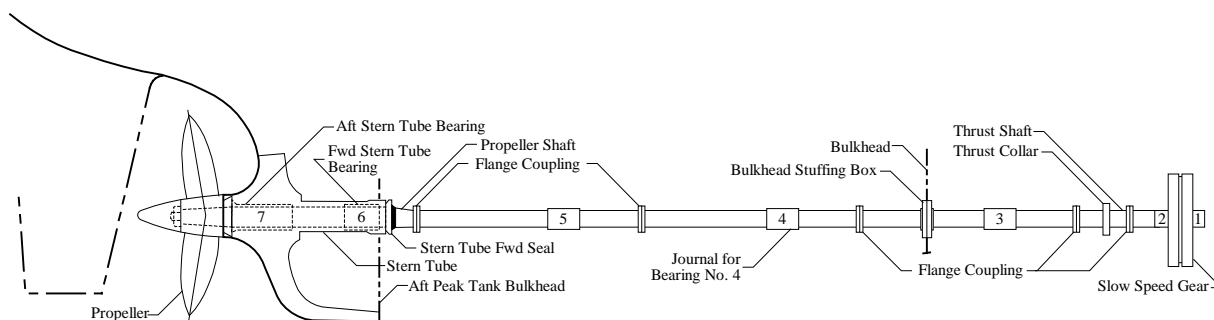 Aft Stern Tube Bearing
Fwd Stern Tube
Bearing
Propeller Shaft
Flange Coupling
Bulkhead
Bulkhead Stuffing Box
Thrust Shaft
Thrust Collar
7
6
5
4
3
2
1
Stern Tube Fwd Seal
Stern Tube
Aft Peak Tank Bulkhead
Propeller
Journal for
Bearing No. 4
Flange Coupling
Slow Speed Gear